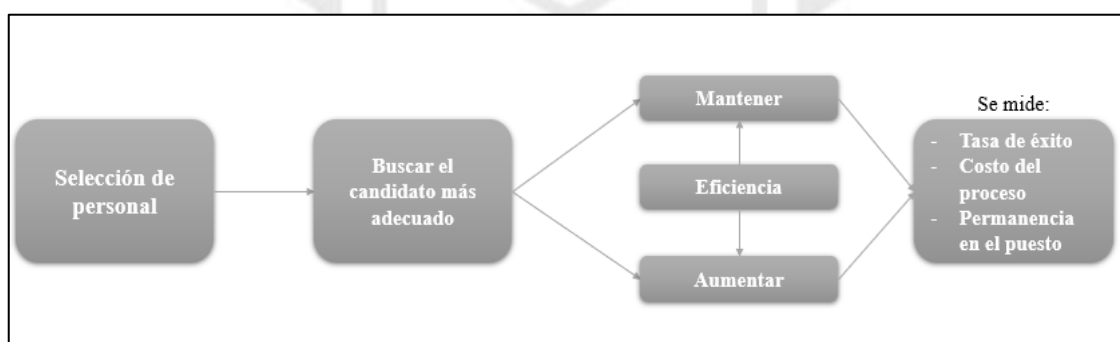 Selección de
personal
Buscar el
candidato más
adecuado
Mantener
Eficiencia
Aumentar
Se mide:
- Tasa de éxito
- Costo del
proceso
- Permanencia
en el puesto